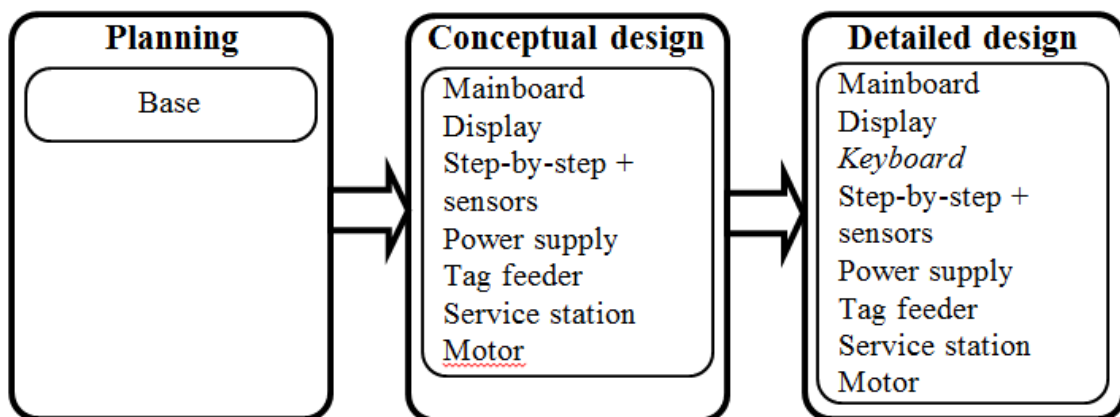 Planning
Base
Conceptual design
Mainboard
Display
Step-by-step +
sensors
Power supply
Tag feeder
Service station
Motor
Detailed design
Mainboard
Display
Keyboard
Step-by-step +
sensors
Power supply
Tag feeder
Service station
Motor